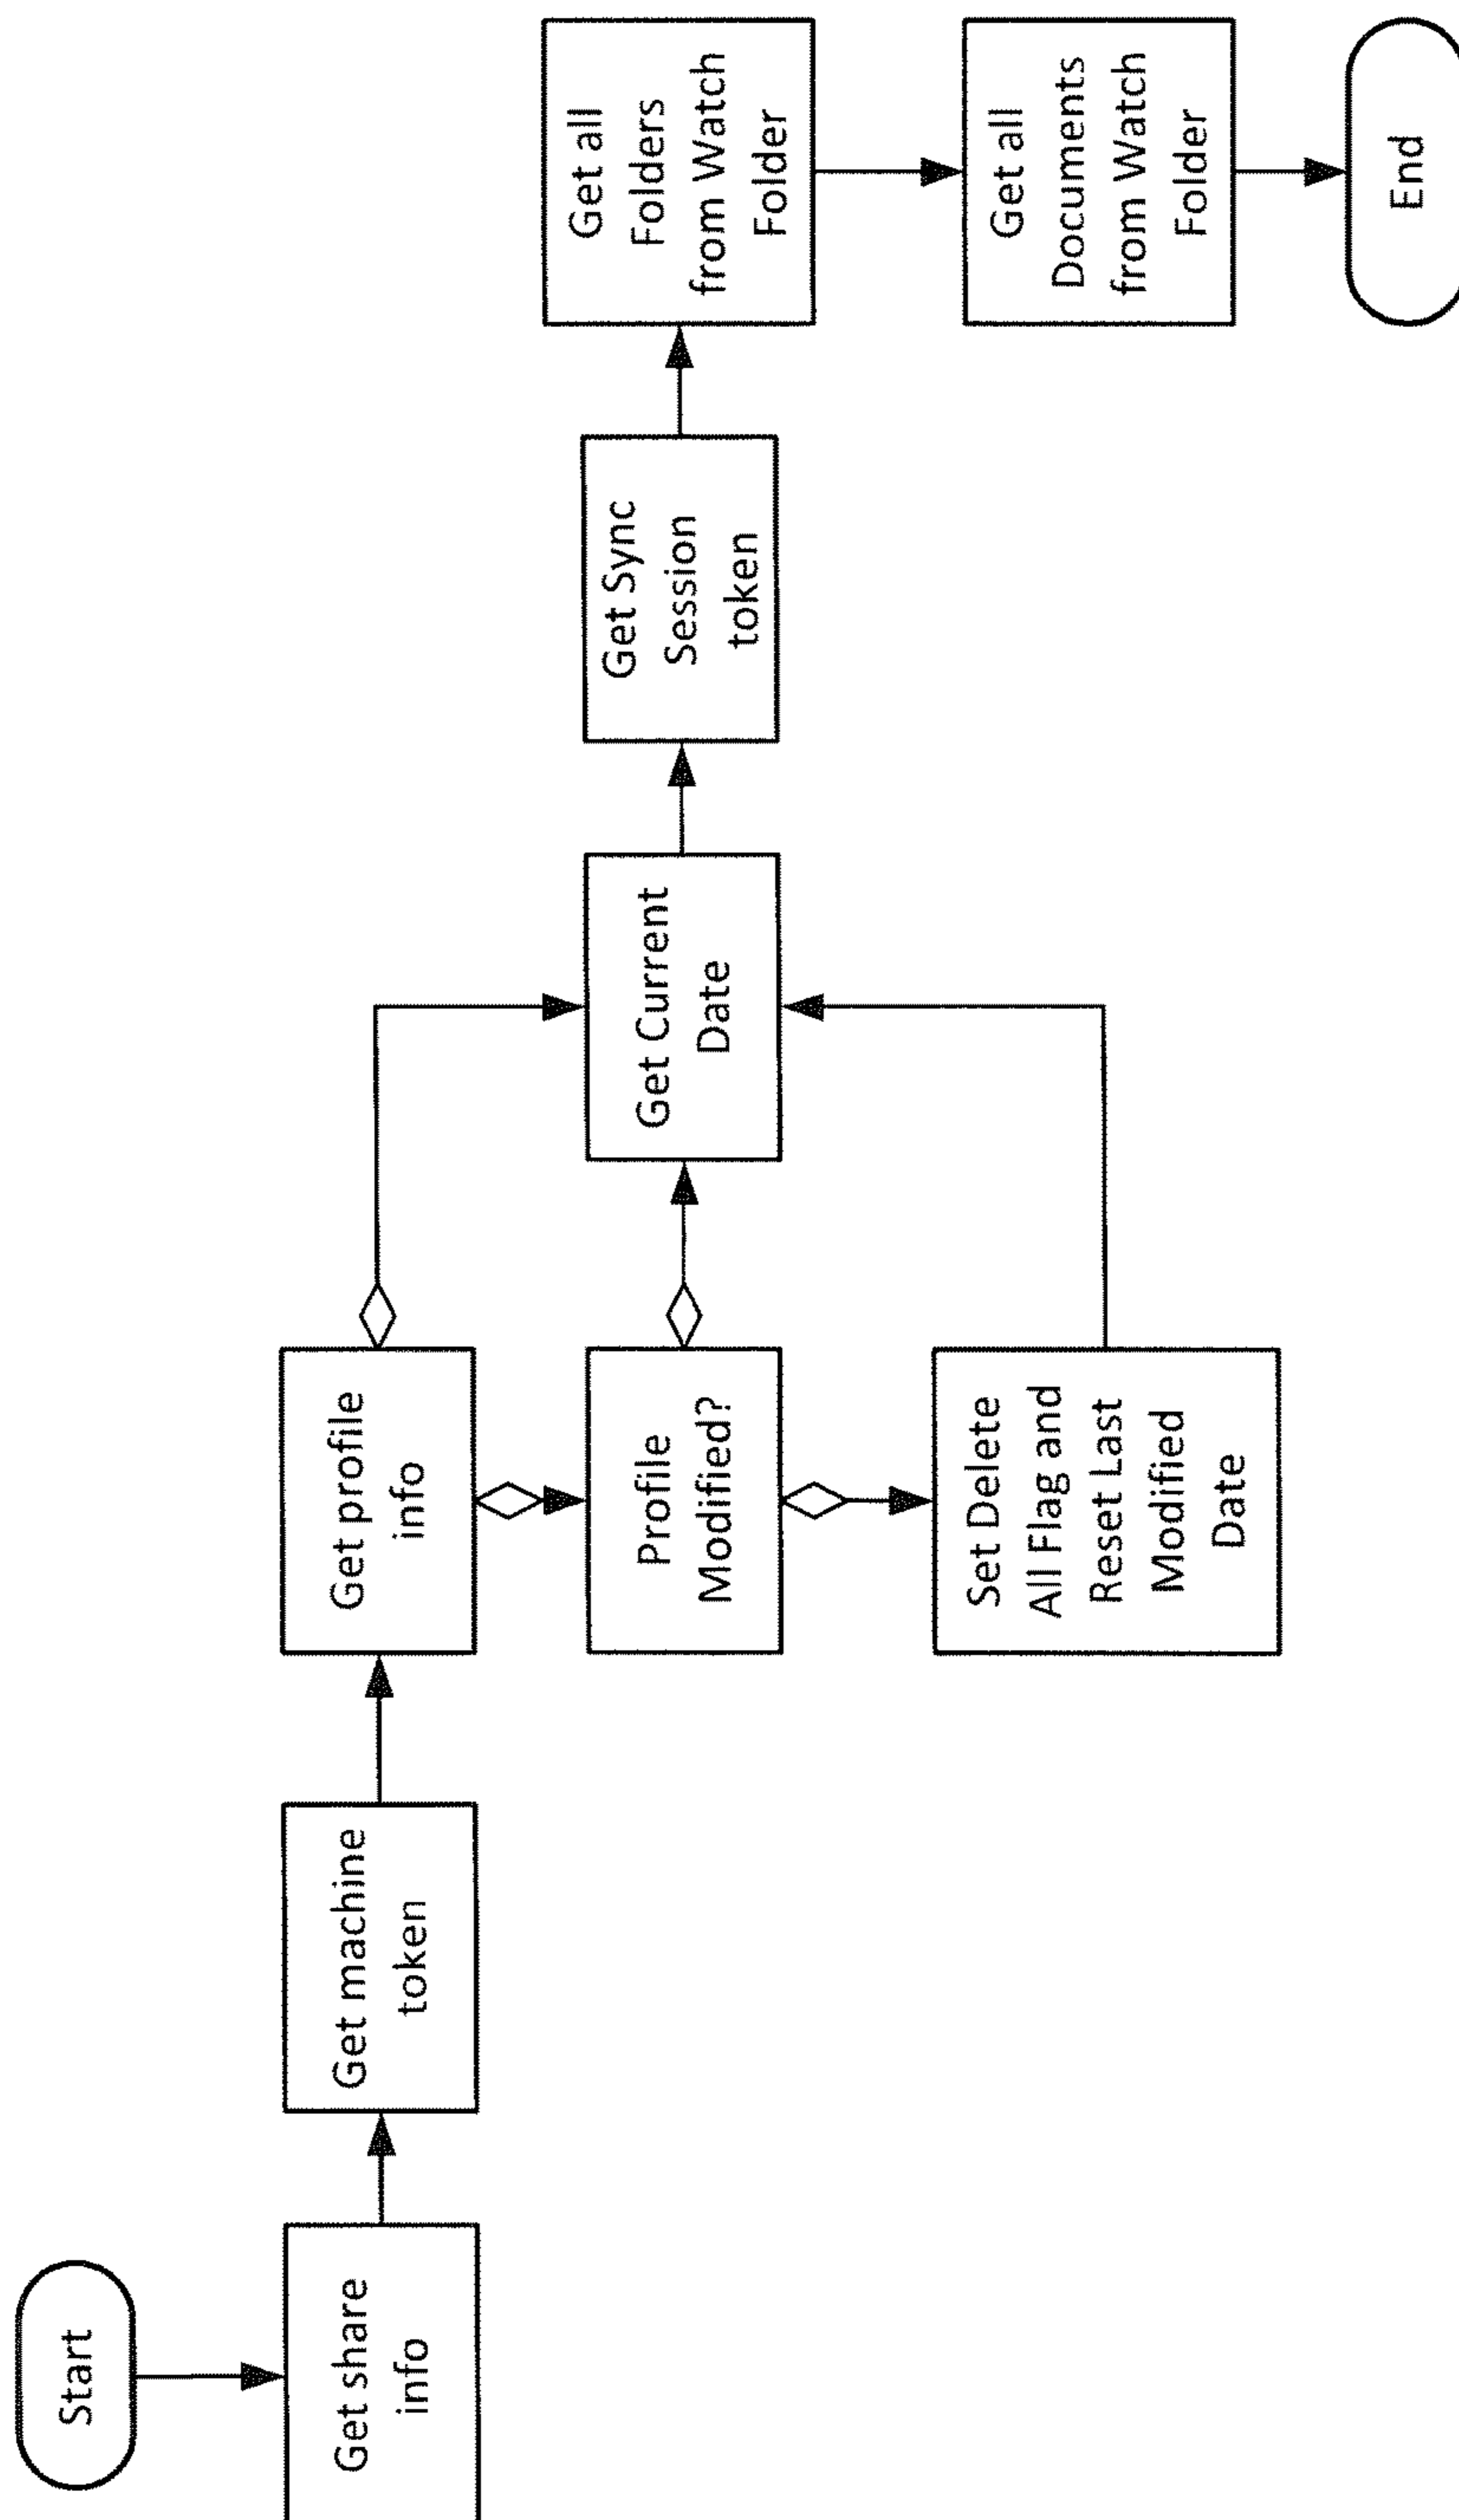 Start
Get share
info
Get machine
token
Get profile
info
Profile
Modified?
Set Delete
All Flag and
Reset Last
Modified
Date
Get Current
Date
Get Sync
Session
token
Get all
Folders
from Watch
Folder
Get all
Documents
from Watch
Folder
End